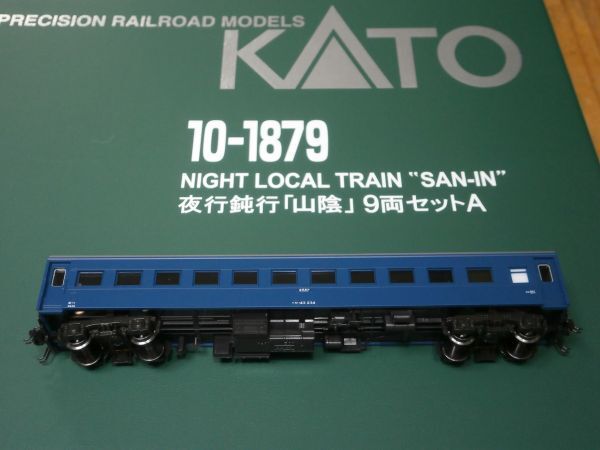 PRECISION RAILROAD MODELS
KATO
10-1879
NIGHT LOCAL TRAIN "SAN-IN"
夜行鈍行「山陰」 9両セットA